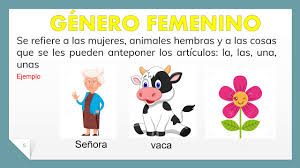 GÉNERO FEMENINO
Se refiere a las mujeres, animales hembras y a las cosas
que se les pueden anteponer los artículos: la, las, una,
unas
Ejemplo
Señora
vaca